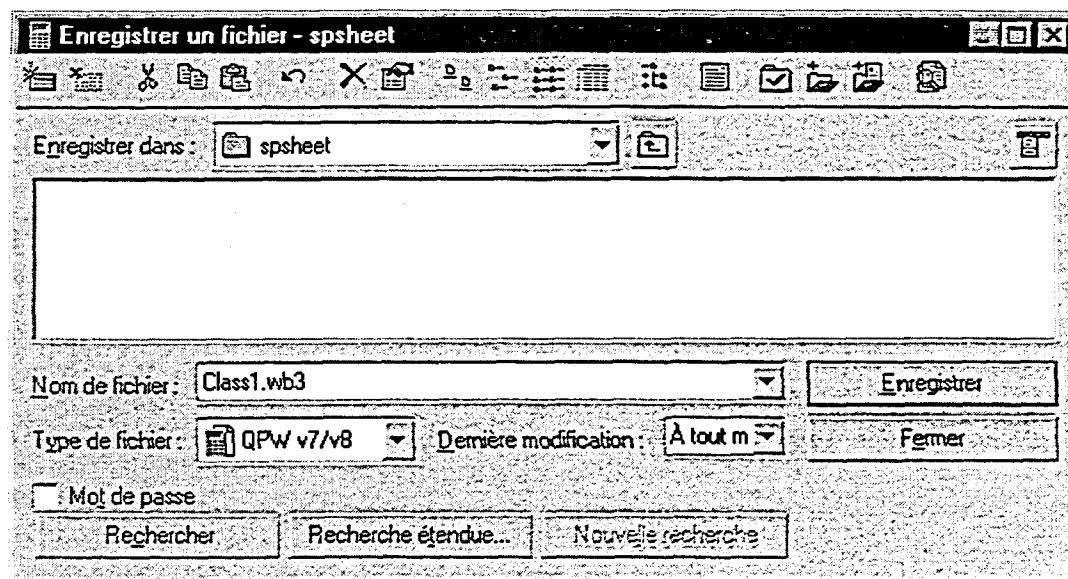 Enregistrer un fichier - spsheet
Enregistrer dans : spsheet
Nom de fichier : Class1.wb3 Enregistrer
Type de fichier : QPW v7/v8 Dernière modification : À tout m Fermer
Mot de passe
Rechercher Recherche étendue... Nouvelle recherche